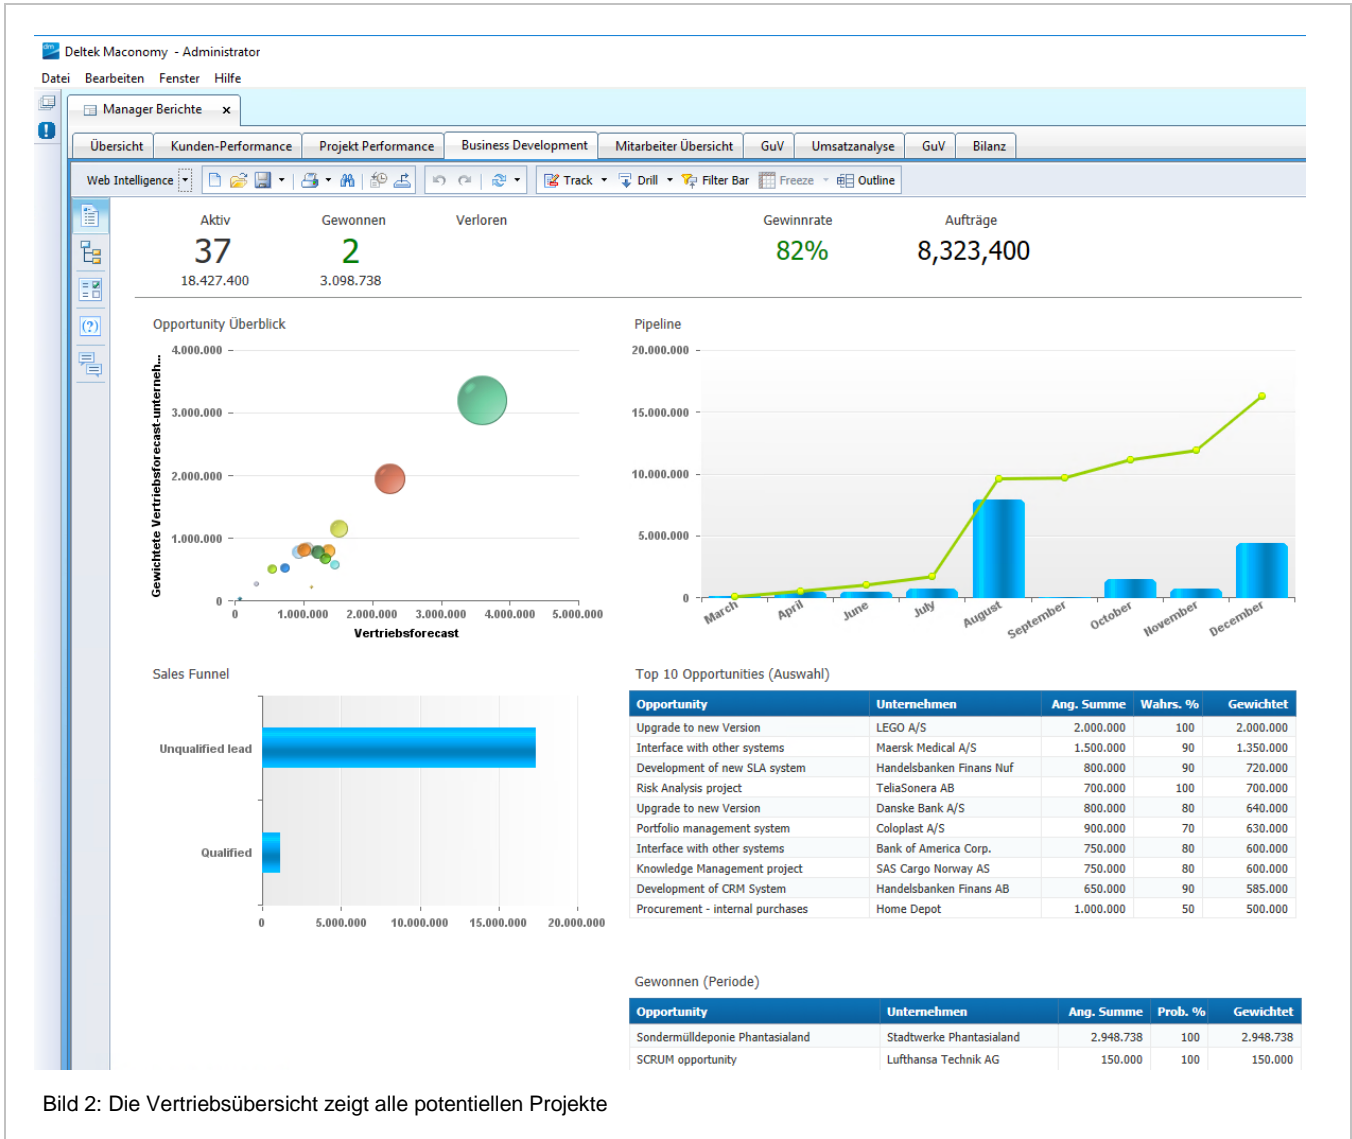 Deltek Maconomy - Administrator
Datei Bearbeiten Fenster Hilfe
Manager Berichte x
Übersicht Kunden-Performance Projekt Performance Business Development Mitarbeiter Übersicht GuV Umsatzanalyse GuV Bilanz
Web Intelligence Track Drill Filter Bar Freeze Outline
Aktiv Gewonnen Verloren Gewinnrate Aufträge
37 2 82% 8,323,400
18.427.400 3.098.738
Opportunity Überblick
Gewichtete Vertriebsforecast-unterneh...
4.000.000
3.000.000
2.000.000
1.000.000
0
0 1.000.000 2.000.000 3.000.000 4.000.000 5.000.000
Vertriebsforecast
Pipeline
20.000.000
15.000.000
10.000.000
5.000.000
0
March April June July August September October November December
Sales Funnel
Unqualified lead
Qualified
0 5.000.000 10.000.000 15.000.000 20.000.000
Top 10 Opportunities (Auswahl)
Opportunity Unternehmen Ang. Summe Wahrs. % Gewichtet
Upgrade to new Version LEGO A/S 2.000.000 100 2.000.000
Interface with other systems Maersk Medical A/S 1.500.000 90 1.350.000
Development of new SLA system Handelsbanken Finans Nuf 800.000 90 720.000
Risk Analysis project TeliaSonera AB 700.000 100 700.000
Upgrade to new Version Danske Bank A/S 800.000 80 640.000
Portfolio management system Coloplast A/S 900.000 70 630.000
Interface with other systems Bank of America Corp. 750.000 80 600.000
Knowledge Management project SAS Cargo Norway AS 750.000 80 600.000
Development of CRM System Handelsbanken Finans AB 650.000 90 585.000
Procurement - internal purchases Home Depot 1.000.000 50 500.000
Gewonnen (Periode)
Opportunity Unternehmen Ang. Summe Prob. % Gewichtet
Sondermülldeponie Phantasialand Stadtwerke Phantasialand 2.948.738 100 2.948.738
SCRUM opportunity Lufthansa Technik AG 150.000 100 150.000
Bild 2: Die Vertriebsübersicht zeigt alle potentiellen Projekte